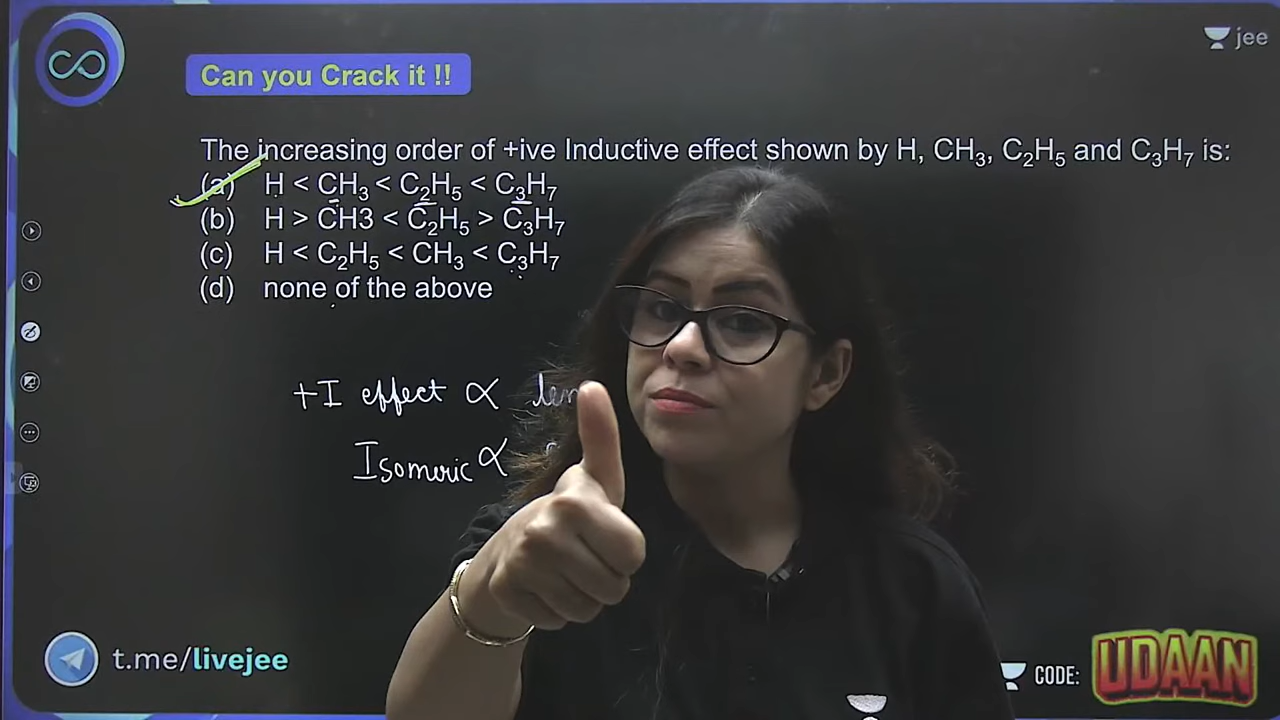 jee
Can you Crack it !!
The increasing order of +ive Inductive effect shown by H, CH₃, C₂H₅ and C₃H₇ is:
(a) H < CH₃ < C₂H₅ < C₃H₇
(b) H > CH3 < C₂H₅ > C₃H₇
(c) H < C₂H₅ < CH₃ < C₃H₇
(d) none of the above
+I effect ∝
Isomeric ∝
t.me/livejee
CODE: UDAAN